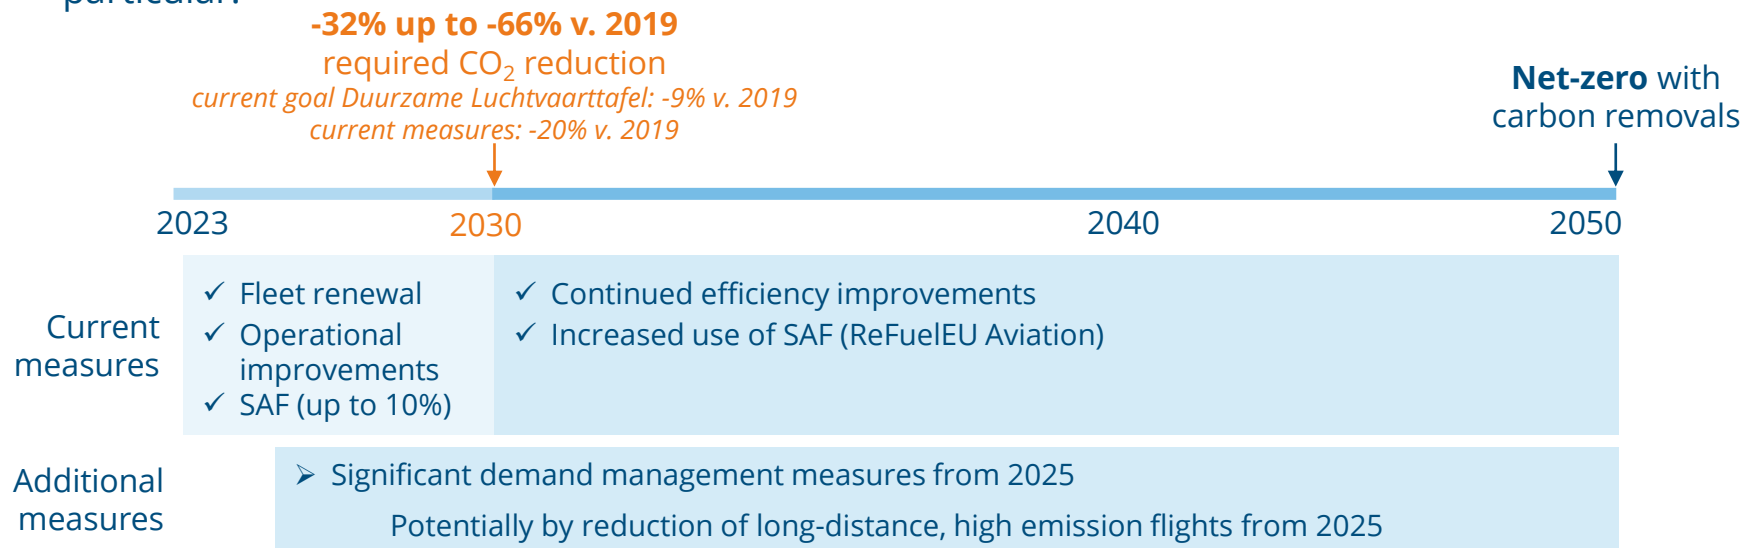 particular:
-32% up to -66% v. 2019
required CO₂ reduction
current goal Duurzame Luchtvaarttafel: -9% v. 2019
current measures: -20% v. 2019
Net-zero with
carbon removals
2023
2030
2040
2050
Current
measures
✓ Fleet renewal
✓ Operational
improvements
✓ SAF (up to 10%)
✓ Continued efficiency improvements
✓ Increased use of SAF (ReFuelEU Aviation)
Additional
measures
➢ Significant demand management measures from 2025
Potentially by reduction of long-distance, high emission flights from 2025